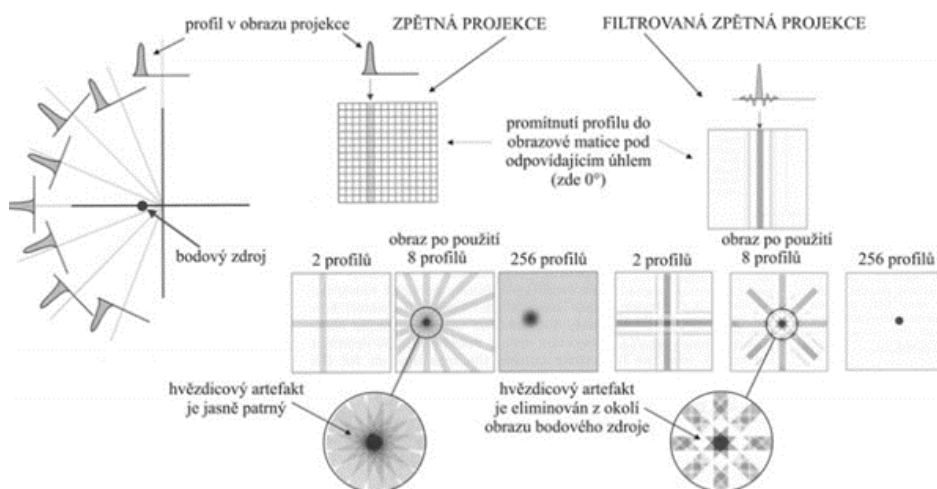 profil v obrazu projekce
ZPĚTNÁ PROJEKCE
FILTROVANÁ ZPĚTNÁ PROJEKCE
promítnutí profilu do
obrazové matice pod
odpovídajícím úhlem
(zde 0°)
bodový zdroj
obraz po použití
2 profilů
8 profilů
256 profilů
obraz po použití
2 profilů
8 profilů
256 profilů
hvězdicový artefakt
je jasně patrný
hvězdicový artefakt
je eliminován z okolí
obrazu bodového zdroje